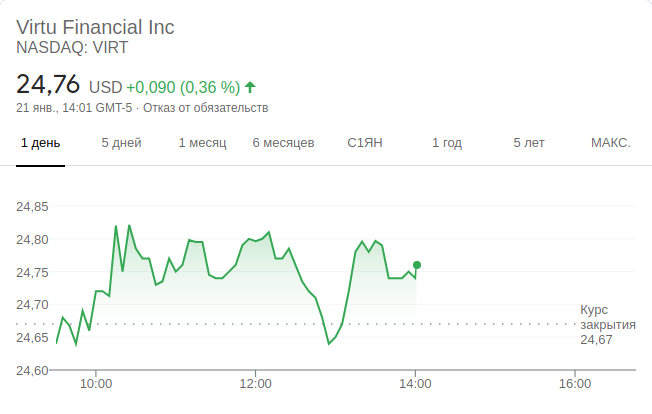 Virtu Financial Inc
NASDAQ: VIRT
24,76 USD +0,090 (0,36 %)
21 янв., 14:01 GMT-5 · Отказ от обязательств
1 день 5 дней 1 месяц 6 месяцев С1ЯН 1 год 5 лет МАКС.
24,85
24,80
24,75
24,70
24,65
24,60
Курс
закрытия
24,67
10:00 12:00 14:00 16:00